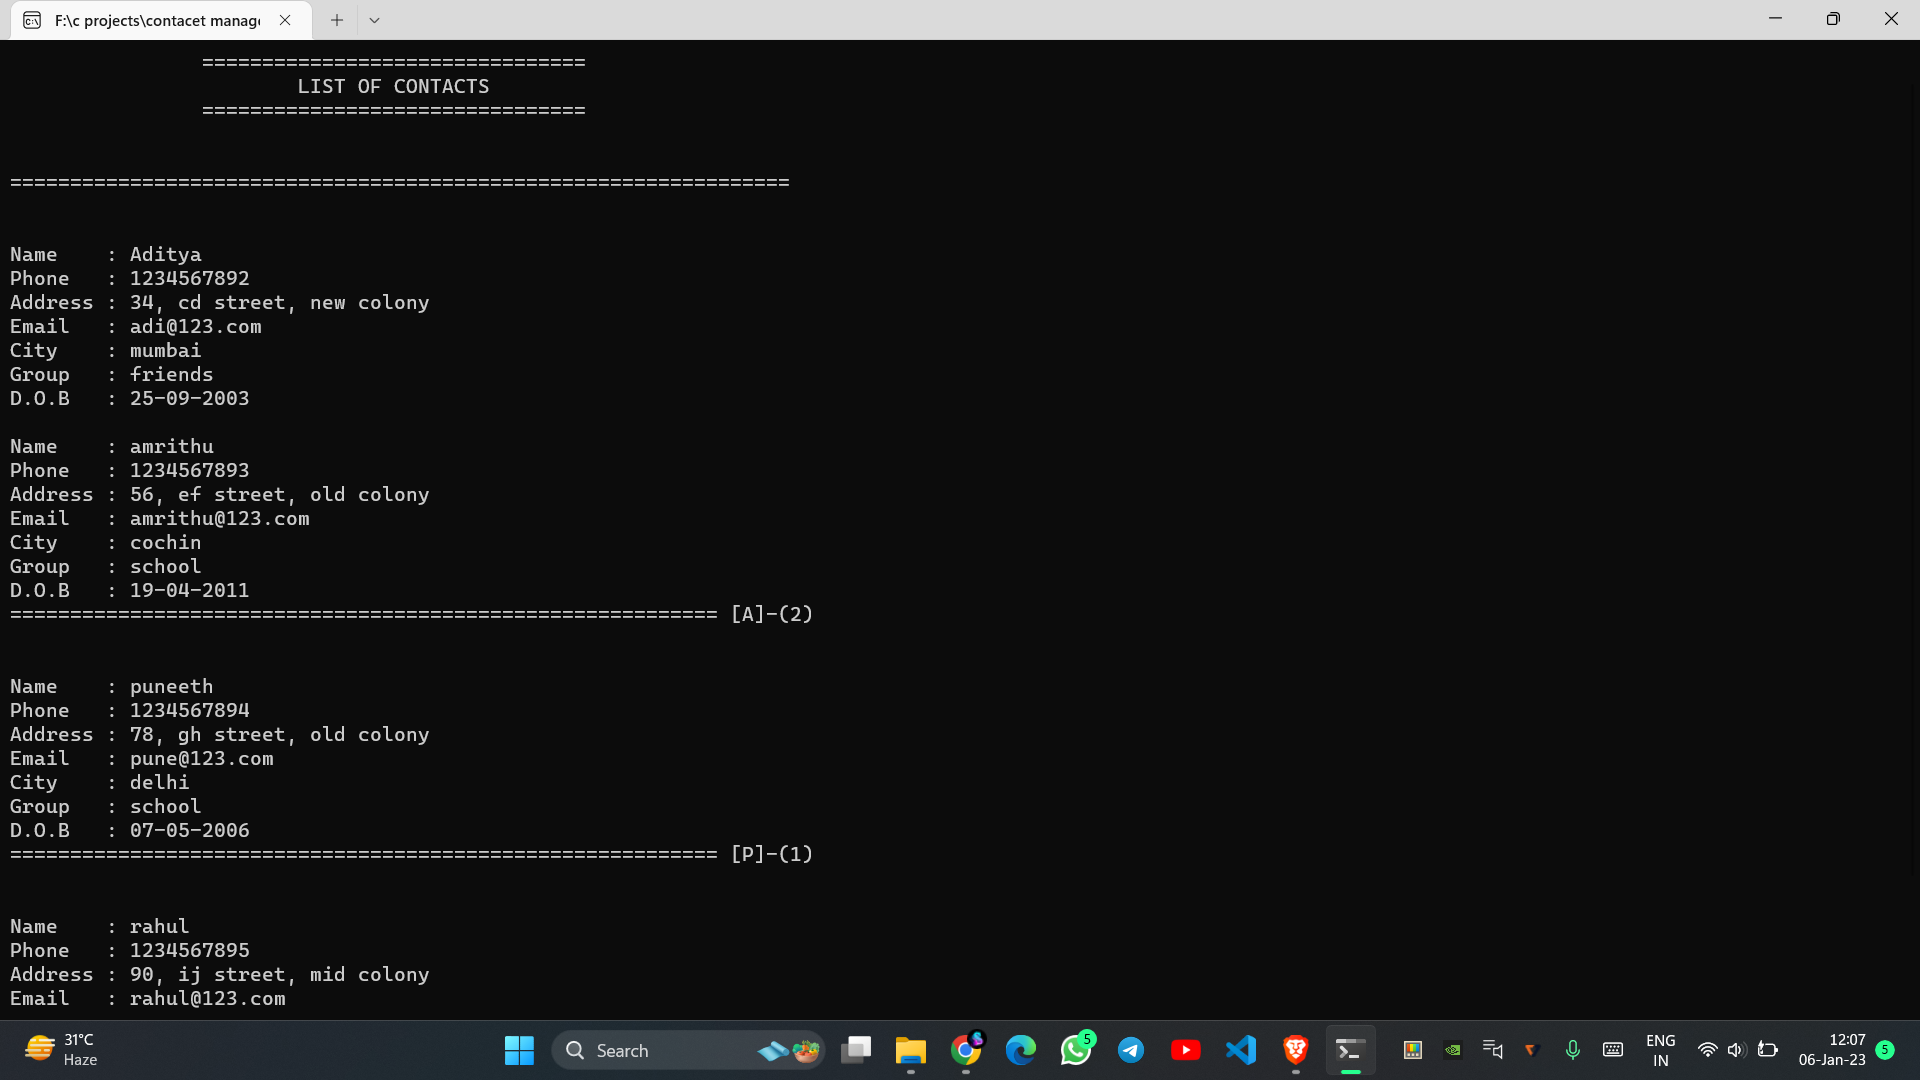 F:\c projects\contacet manage
================================
LIST OF CONTACTS
================================
=================================================================
Name    : Aditya
Phone   : 1234567892
Address : 34, cd street, new colony
Email   : adi@123.com
City    : mumbai
Group   : friends
D.O.B   : 25-09-2003
Name    : amrithu
Phone   : 1234567893
Address : 56, ef street, old colony
Email   : amrithu@123.com
City    : cochin
Group   : school
D.O.B   : 19-04-2011
=========================================================== [A]-(2)
Name    : puneeth
Phone   : 1234567894
Address : 78, gh street, old colony
Email   : pune@123.com
City    : delhi
Group   : school
D.O.B   : 07-05-2006
=========================================================== [P]-(1)
Name    : rahul
Phone   : 1234567895
Address : 90, ij street, mid colony
Email   : rahul@123.com
31°C
Haze
Search
5
ENG
IN
12:07
06-Jan-23
5